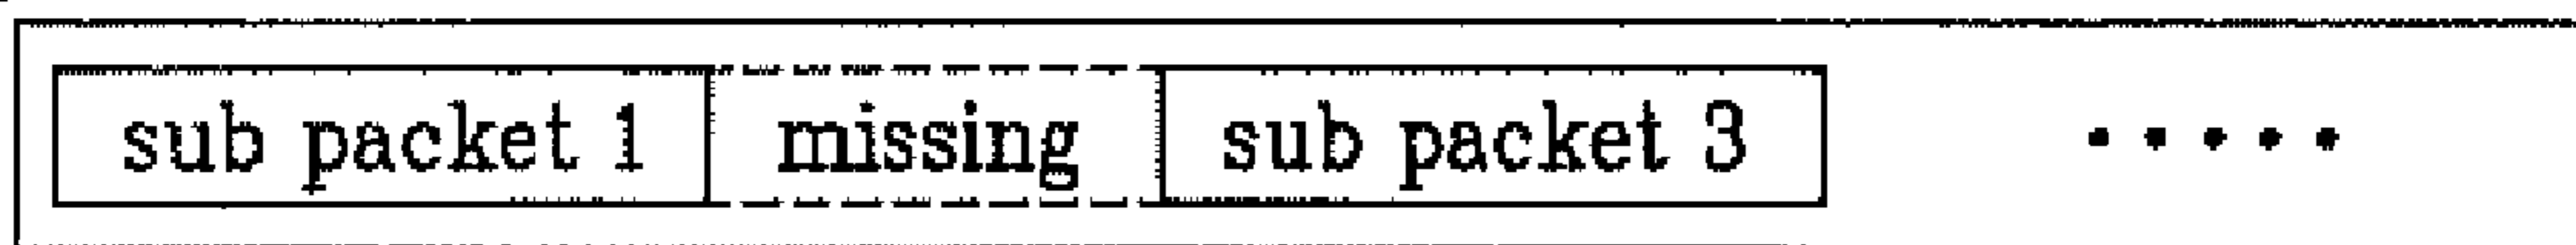 sub packet 1 missing sub packet 3 .....